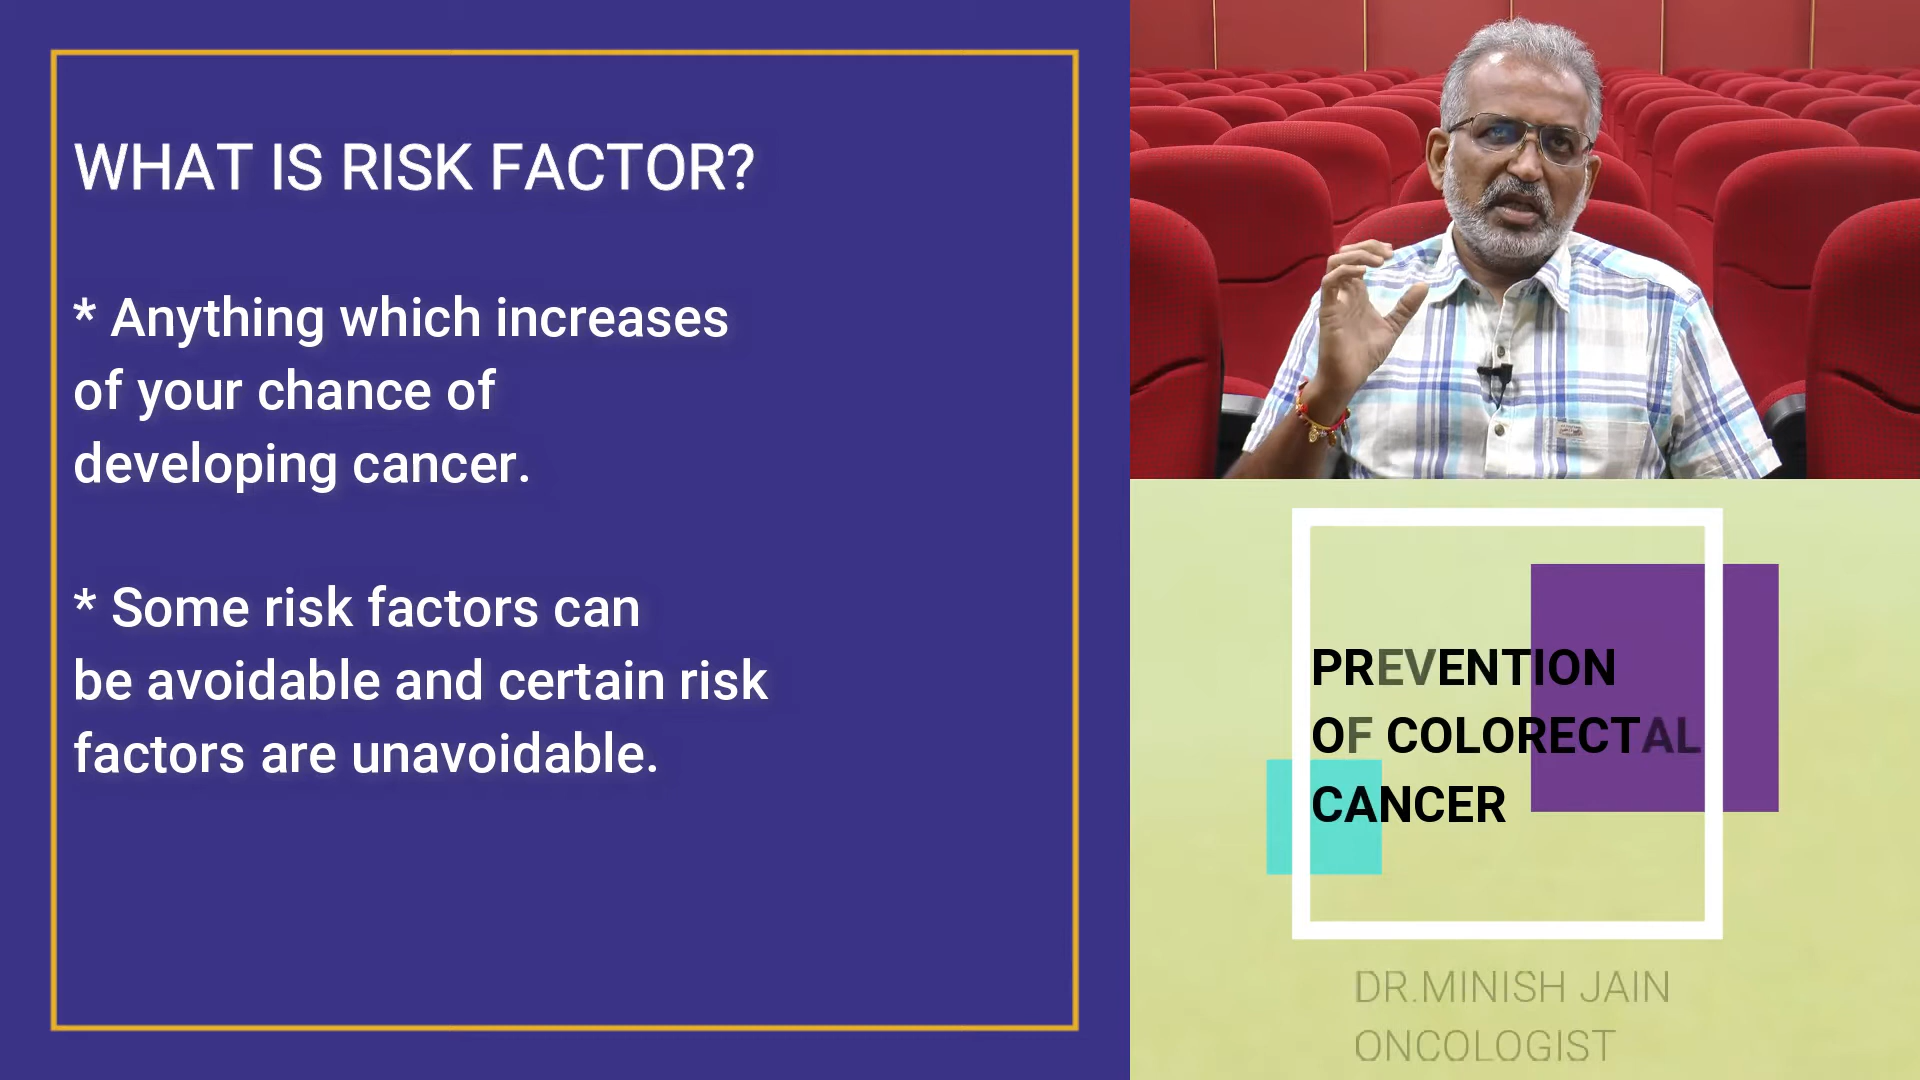 WHAT IS RISK FACTOR?
* Anything which increases
of your chance of
developing cancer.
* Some risk factors can
be avoidable and certain risk
factors are unavoidable.
PREVENTION
OF COLORECTAL
CANCER
DR.MINISH JAIN
ONCOLOGIST